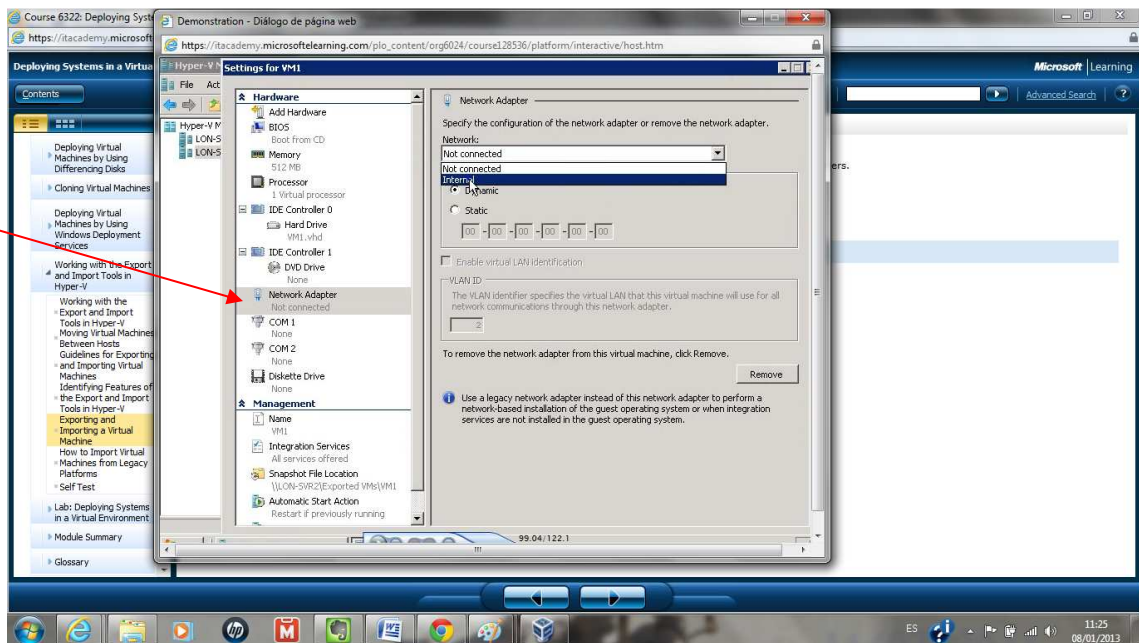 Course 6322: Deploying Syste
https://itacademy.microsoft
Deploying Systems in a Virtua
Microsoft | Learning
Contents
Advanced Search
?
Deploying Virtual
Machines by Using
Differencing Disks
Cloning Virtual Machines
Deploying Virtual
Machines by Using
Windows Deployment
Services
Working with the Export
and Import Tools in
Hyper-V
Working with the
Export and Import
Tools in Hyper-V
Moving Virtual Machines
Between Hosts
Guidelines for Exporting
and Importing Virtual
Machines
Identifying Features of
the Export and Import
Tools in Hyper-V
Exporting and
Importing a Virtual
Machine
How to Import Virtual
Machines from Legacy
Platforms
Self Test
Lab: Deploying Systems
in a Virtual Environment
Module Summary
Glossary
ers.
Demonstration - Diálogo de página web
https://itacademy.microsoftelearning.com/plo_content/org6024/course128536/platform/interactive/host.htm
Hyper-V M
File Act
Hyper-V M
LON-S
LON-S
Settings for VM1
Hardware
Add Hardware
BIOS
Boot from CD
Memory
512 MB
Processor
1 Virtual processor
IDE Controller 0
Hard Drive
VM1.vhd
IDE Controller 1
DVD Drive
None
Network Adapter
Not connected
COM 1
None
COM 2
None
Diskette Drive
None
Management
Name
VM1
Integration Services
All services offered
Snapshot File Location
\\LON-SVR2\Exported VMs\VM1
Automatic Start Action
Restart if previously running
Network Adapter
Specify the configuration of the network adapter or remove the network adapter.
Network:
Not connected
Not connected
Internal
Dynamic
Static
00 - 00 - 00 - 00 - 00 - 00
Enable virtual LAN identification
VLAN ID
The VLAN identifier specifies the virtual LAN that this virtual machine will use for all
network communications through this network adapter.
2
To remove the network adapter from this virtual machine, click Remove.
Remove
Use a legacy network adapter instead of this network adapter to perform a
network-based installation of the guest operating system or when integration
services are not installed in the guest operating system.
99.04/122.1
ES
11:25
08/01/2013